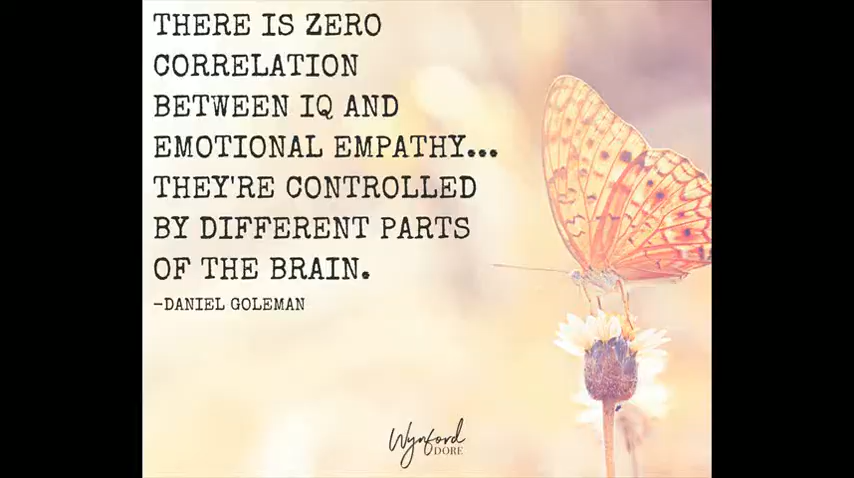 THERE IS ZERO
CORRELATION
BETWEEN IQ AND
EMOTIONAL EMPATHY...
THEY'RE CONTROLLED
BY DIFFERENT PARTS
OF THE BRAIN.
-DANIEL GOLEMAN
Wynford
DORE